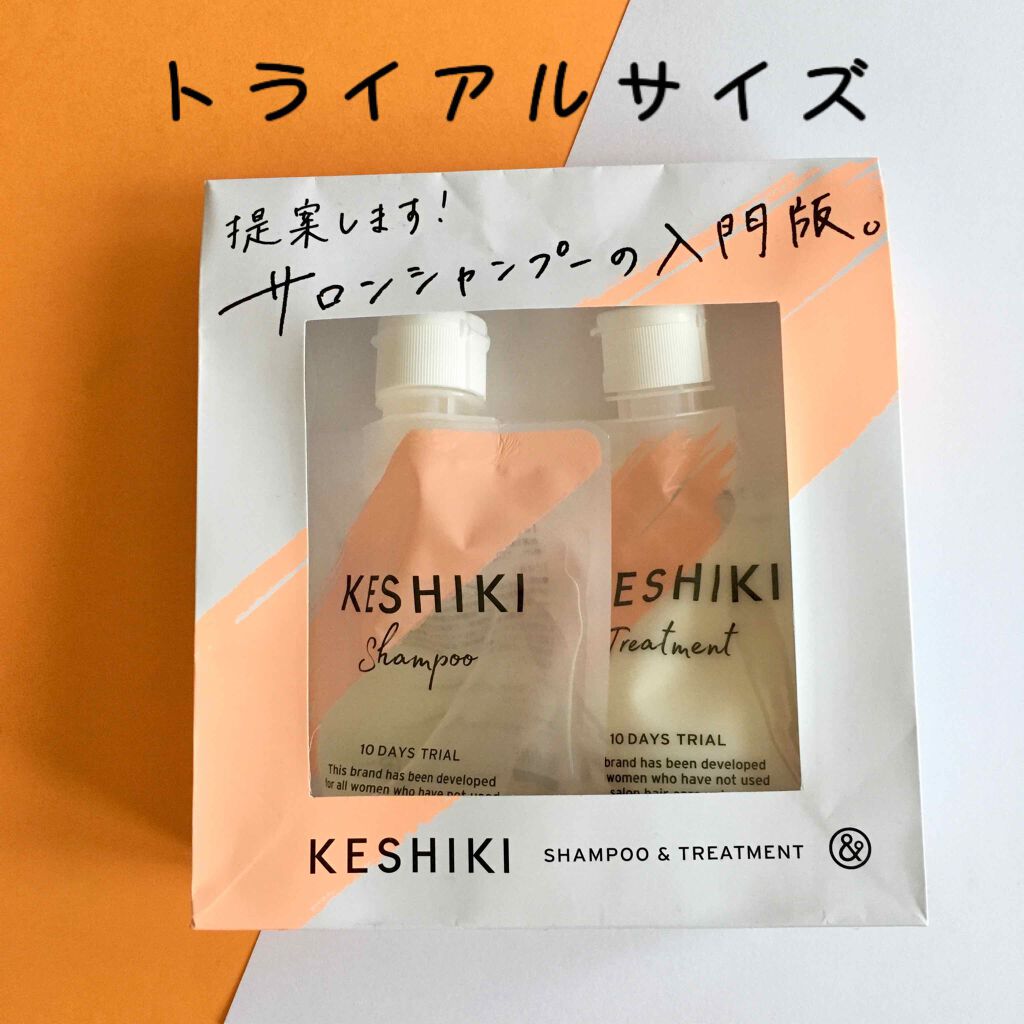 トライアルサイズ
提案します!
サロンシャンプーの入門版。
KESHIKI
Shampoo
10 DAYS TRIAL
This brand has been developed
for all women who have not used
ESHIKI
Treatment
10 DAYS TRIAL
brand has been developed
women who have not used
salon hair
KESHIKI SHAMPOO & TREATMENT &